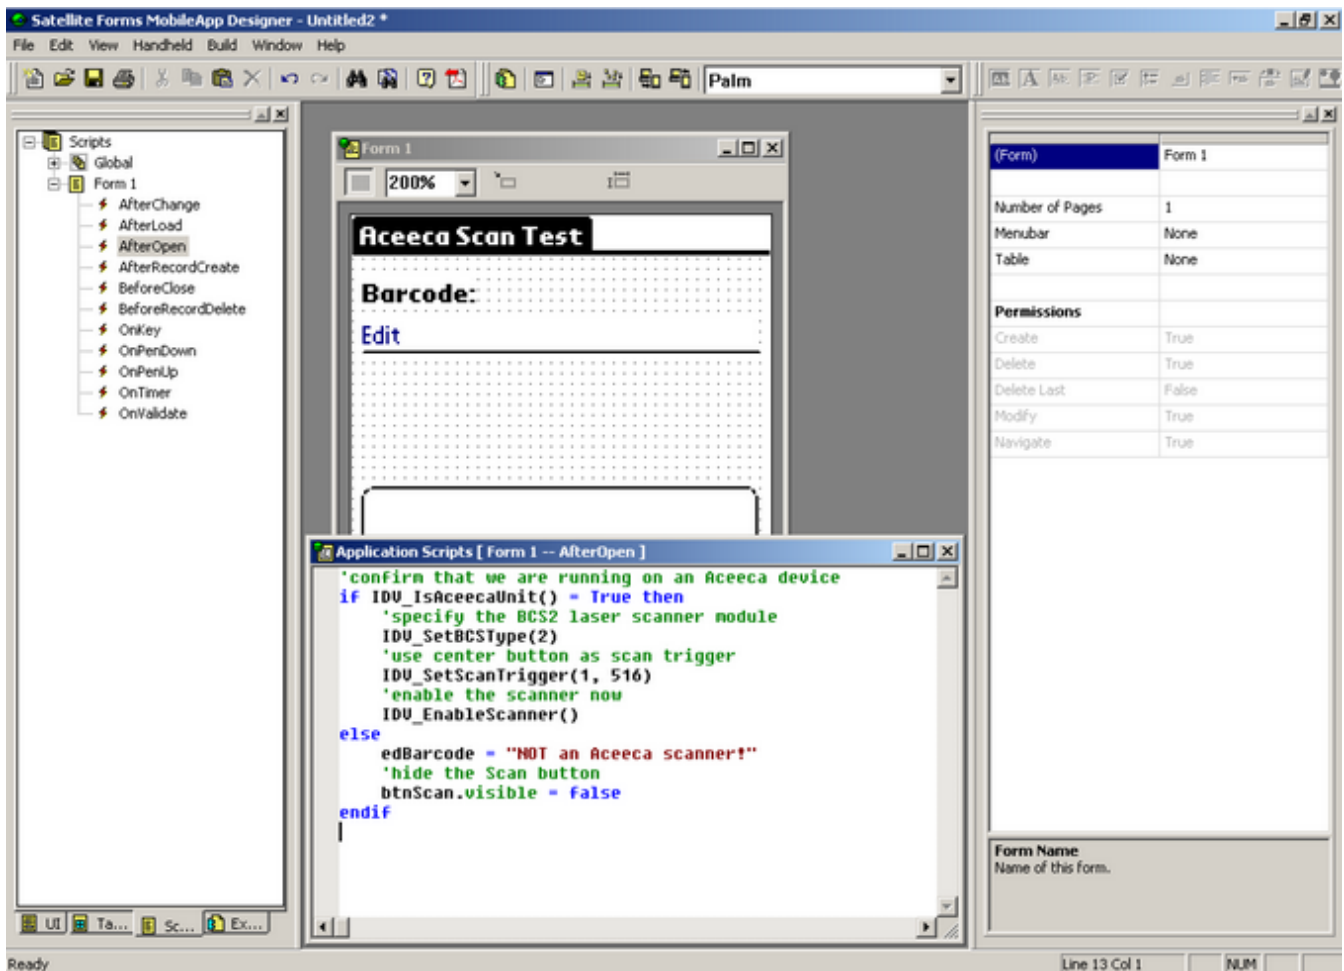 Satellite Forms MobileApp Designer - Untitled2 *
File Edit View Handheld Build Window Help
Palm
Scripts
Global
Form 1
AfterChange
AfterLoad
AfterOpen
AfterRecordCreate
BeforeClose
BeforeRecordDelete
OnKey
OnPenDown
OnPenUp
OnTimer
OnValidate
UI Ta... Sc... Ex...
Form 1
200%
Aceeca Scan Test
Barcode:
Edit
Application Scripts [ Form 1 -- AfterOpen ]
'confirm that we are running on an Aceeca device
if IDV_IsAceecaUnit() = True then
'specify the BCS2 laser scanner module
IDV_SetBCSType(2)
'use center button as scan trigger
IDV_SetScanTrigger(1, 516)
'enable the scanner now
IDV_EnableScanner()
else
edBarcode = "NOT an Aceeca scanner!"
'hide the Scan button
btnScan.visible = false
endif
(Form) Form 1
Number of Pages 1
Menubar None
Table None
Permissions
Create True
Delete True
Delete Last False
Modify True
Navigate True
Form Name
Name of this form.
Ready
Line 13 Col 1 NUM